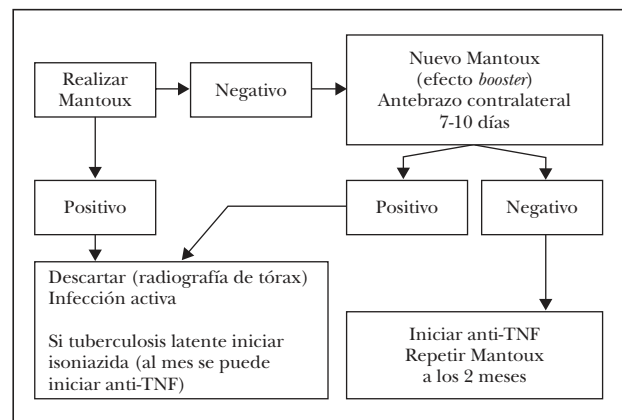 Realizar
Mantoux
Negativo
Nuevo Mantoux
(efecto booster)
Antebrazo contralateral
7-10 días
Positivo
Positivo
Negativo
Descartar (radiografía de tórax)
Infección activa
Si tuberculosis latente iniciar
isoniazida (al mes se puede
iniciar anti-TNF)
Iniciar anti-TNF
Repetir Mantoux
a los 2 meses